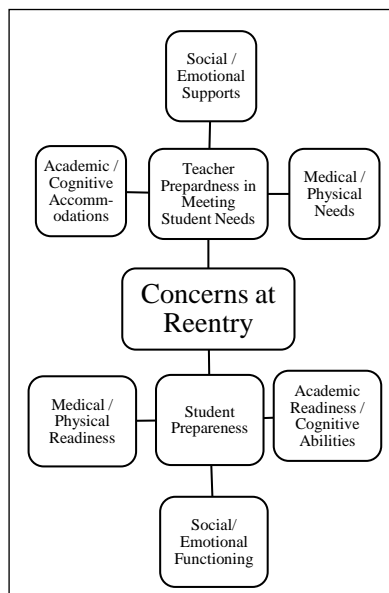 Social /
Emotional
Supports
Academic /
Cognitive
Accomm-
odations
Teacher
Prepardness in
Meeting
Student Needs
Medical /
Physical
Needs
Concerns at
Reentry
Medical /
Physical
Readiness
Student
Prepareness
Academic
Readiness /
Cognitive
Abilities
Social/
Emotional
Functioning